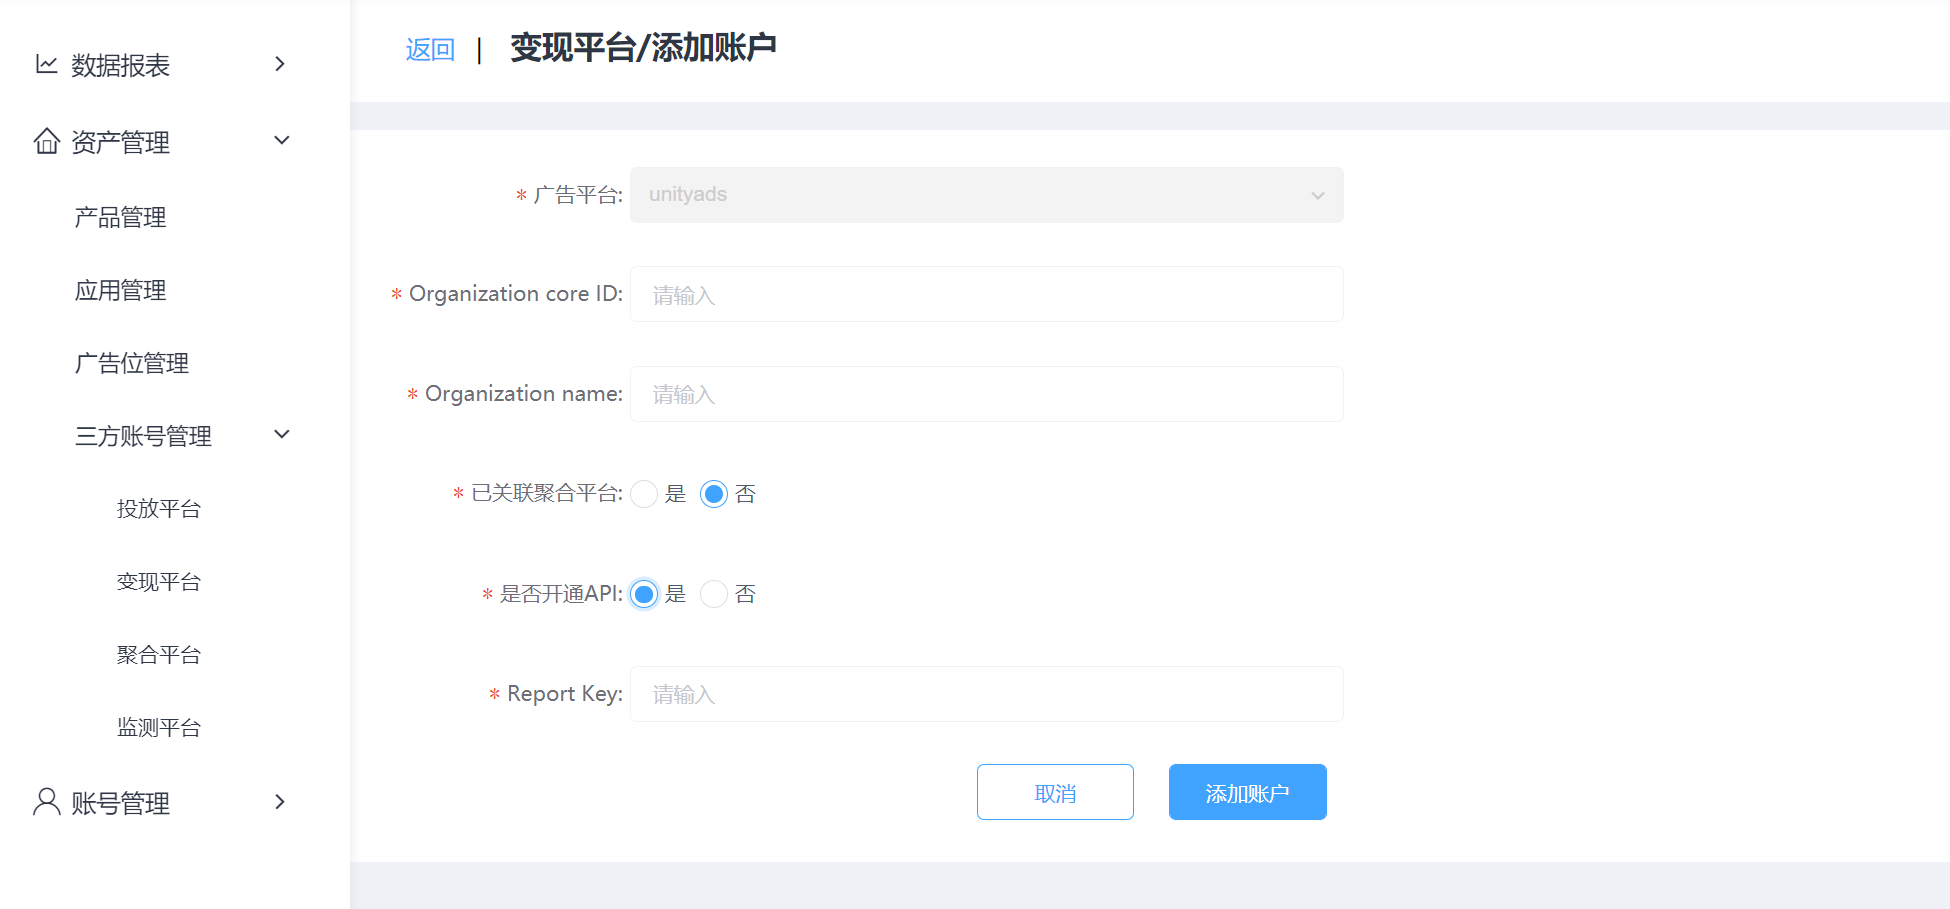 数据报表
资产管理
产品管理
应用管理
广告位管理
三方账号管理
投放平台
变现平台
聚合平台
监测平台
账号管理
返回 | 变现平台/添加账户
* 广告平台: unityads
* Organization core ID: 请输入
* Organization name: 请输入
* 已关联聚合平台: 是 否
* 是否开通API: 是 否
* Report Key: 请输入
取消 添加账户